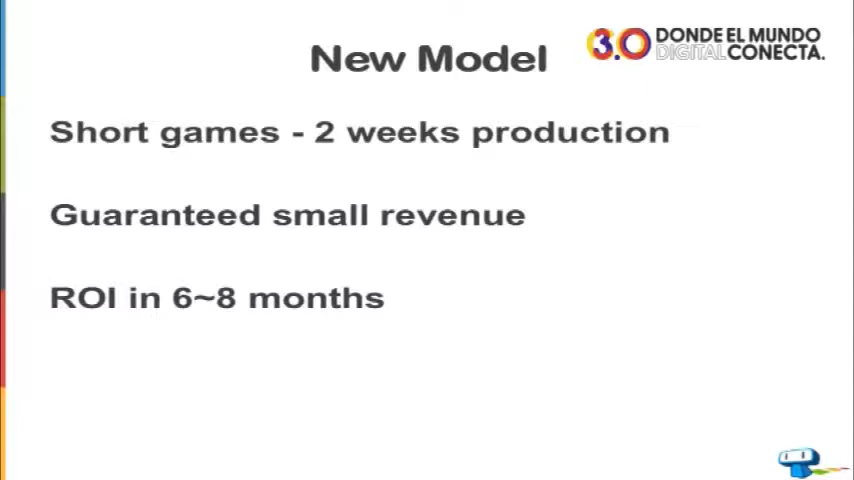 New Model
3.0 DONDE EL MUNDO
DIGITAL CONECTA.
Short games - 2 weeks production
Guaranteed small revenue
ROI in 6~8 months